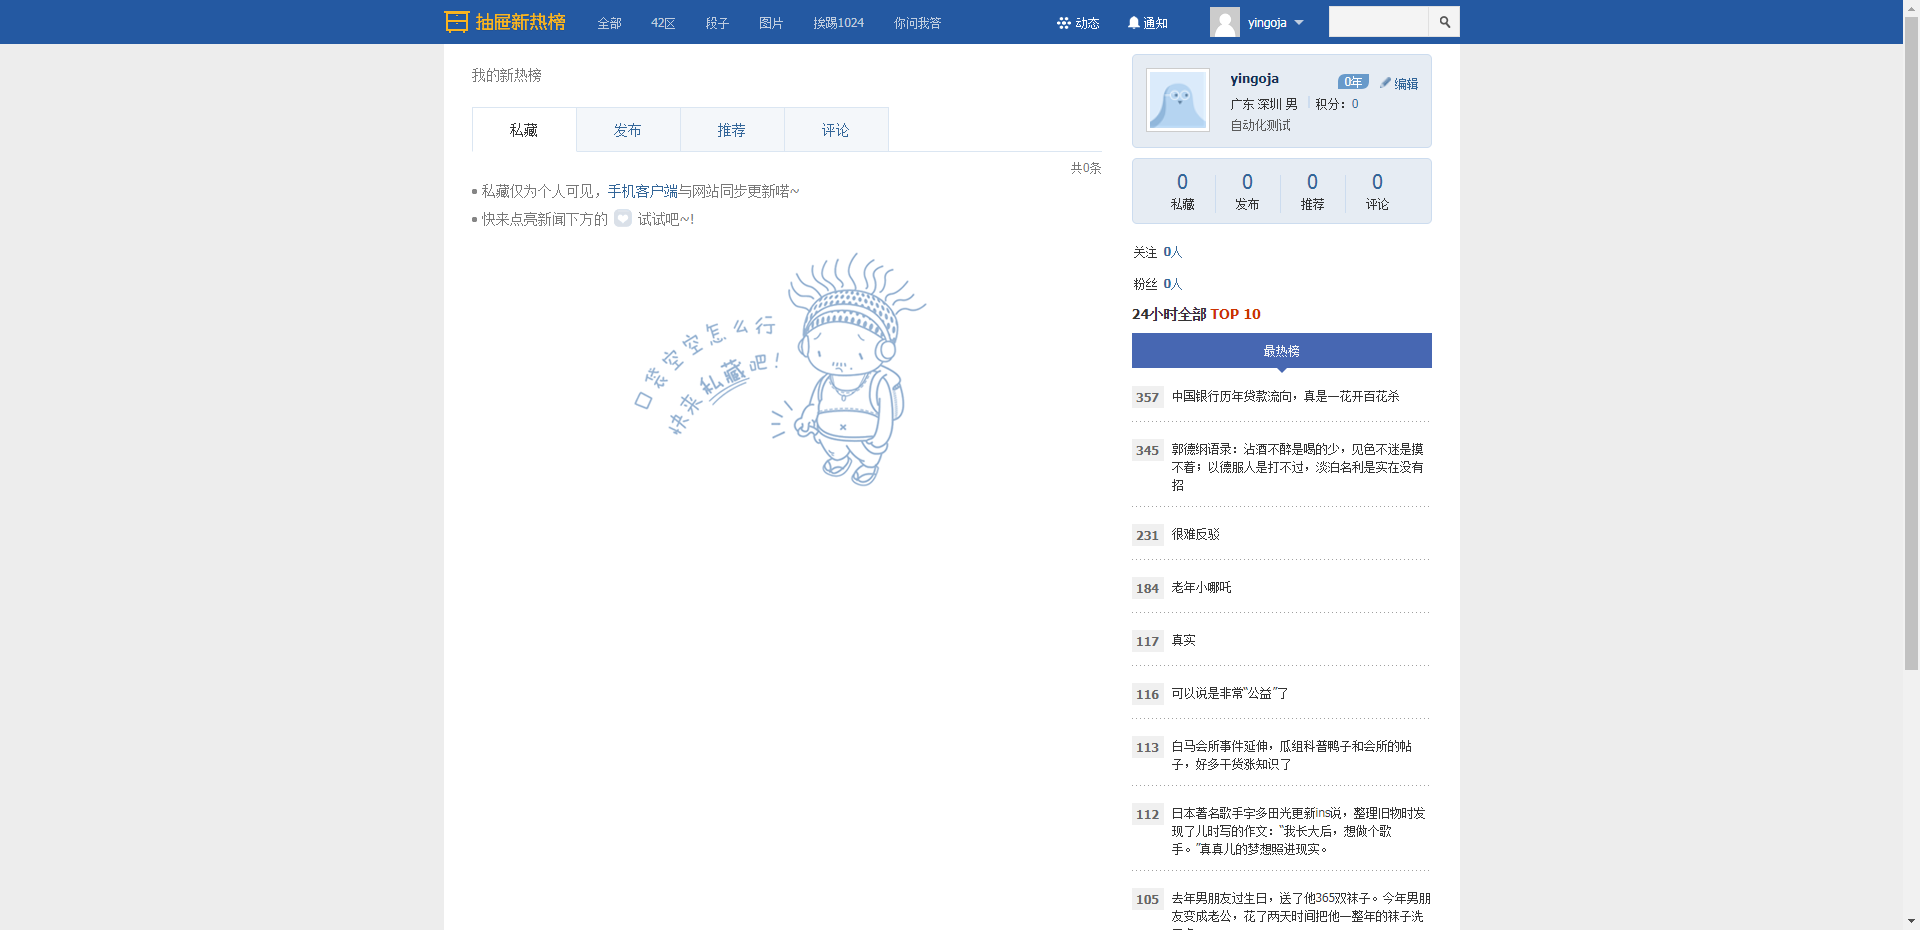 抽屉新热榜 全部 42区 段子 图片 挨踢1024 你问我答 动态 通知 yingoja
我的新热榜
私藏 发布 推荐 评论
共0条
私藏仅为个人可见，手机客户端与网站同步更新喏~
快来点亮新闻下方的 试试吧~!
口袋空空怎么行
快来私藏吧!
yingoja 0年 编辑
广东 深圳 男 积分：0
自动化测试
0 0 0 0
私藏 发布 推荐 评论
关注 0人
粉丝 0人
24小时全部 TOP 10
最热榜
357 中国银行历年贷款流向，真是一花开百花杀
345 郭德纲语录：沾酒不醉是喝的少，见色不迷是摸
不着；以德服人是打不过，淡泊名利是实在没有
招
231 很难反驳
184 老年小哪吒
117 真实
116 可以说是非常“公益”了
113 白马会所事件延伸，瓜组科普鸭子和会所的帖
子，好多干货涨知识了
112 日本著名歌手宇多田光更新ins说，整理旧物时发
现了儿时写的作文：“我长大后，想做个歌
手。”真真儿的梦想照进现实。
105 去年男朋友过生日，送了他365双袜子。今年男朋
友变成老公，花了两天时间把他一整年的袜子洗